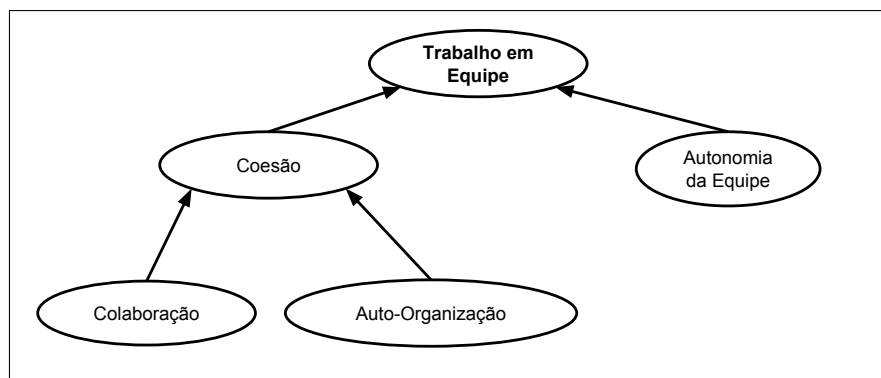 Trabalho em
Equipe
Coesão
Autonomia
da Equipe
Colaboração
Auto-Organização